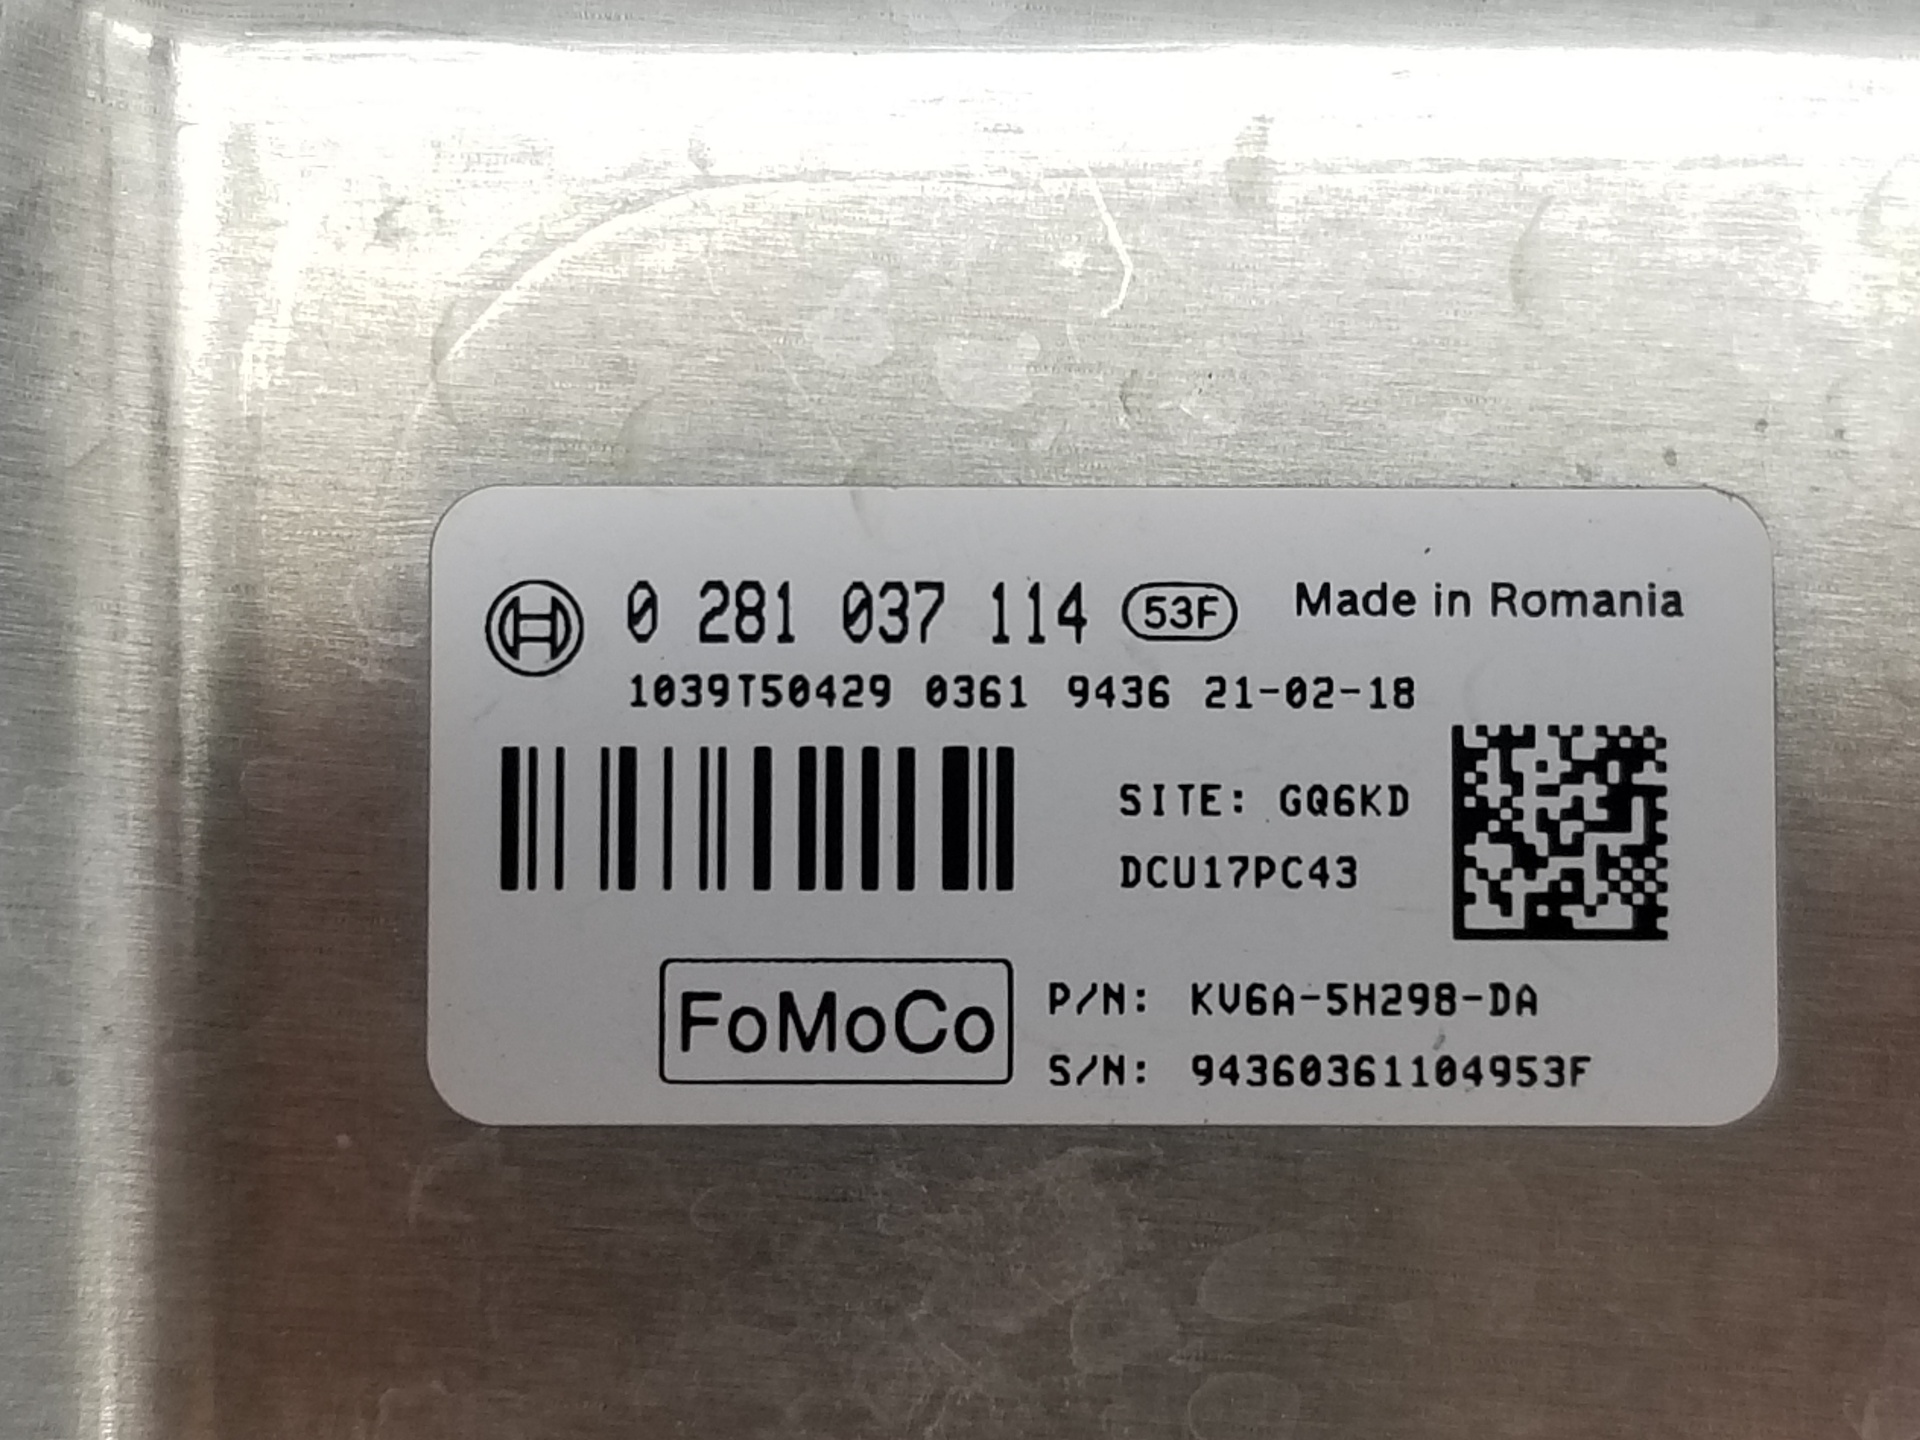 0 281 037 114 53F Made in Romania
1039T50429 0361 9436 21-02-18
SITE: GQ6KD
DCU17PC43
FoMoCo
P/N: KV6A-5H298-DA
S/N: 94360361104953F